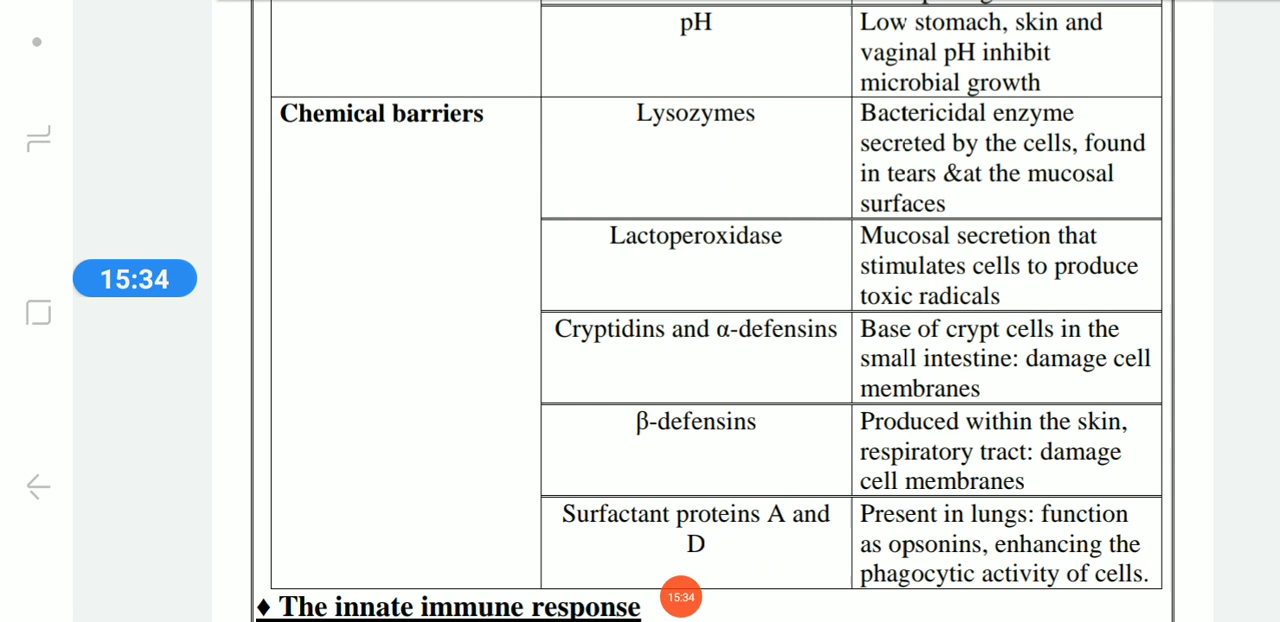 pH
Low stomach, skin and
vaginal pH inhibit
microbial growth
Chemical barriers
Lysozymes
Bactericidal enzyme
secreted by the cells, found
in tears &at the mucosal
surfaces
Lactoperoxidase
Mucosal secretion that
stimulates cells to produce
toxic radicals
15:34
Cryptidins and α-defensins
Base of crypt cells in the
small intestine: damage cell
membranes
β-defensins
Produced within the skin,
respiratory tract: damage
cell membranes
Surfactant proteins A and
D
Present in lungs: function
as opsonins, enhancing the
phagocytic activity of cells.
♦ The innate immune response
15:34